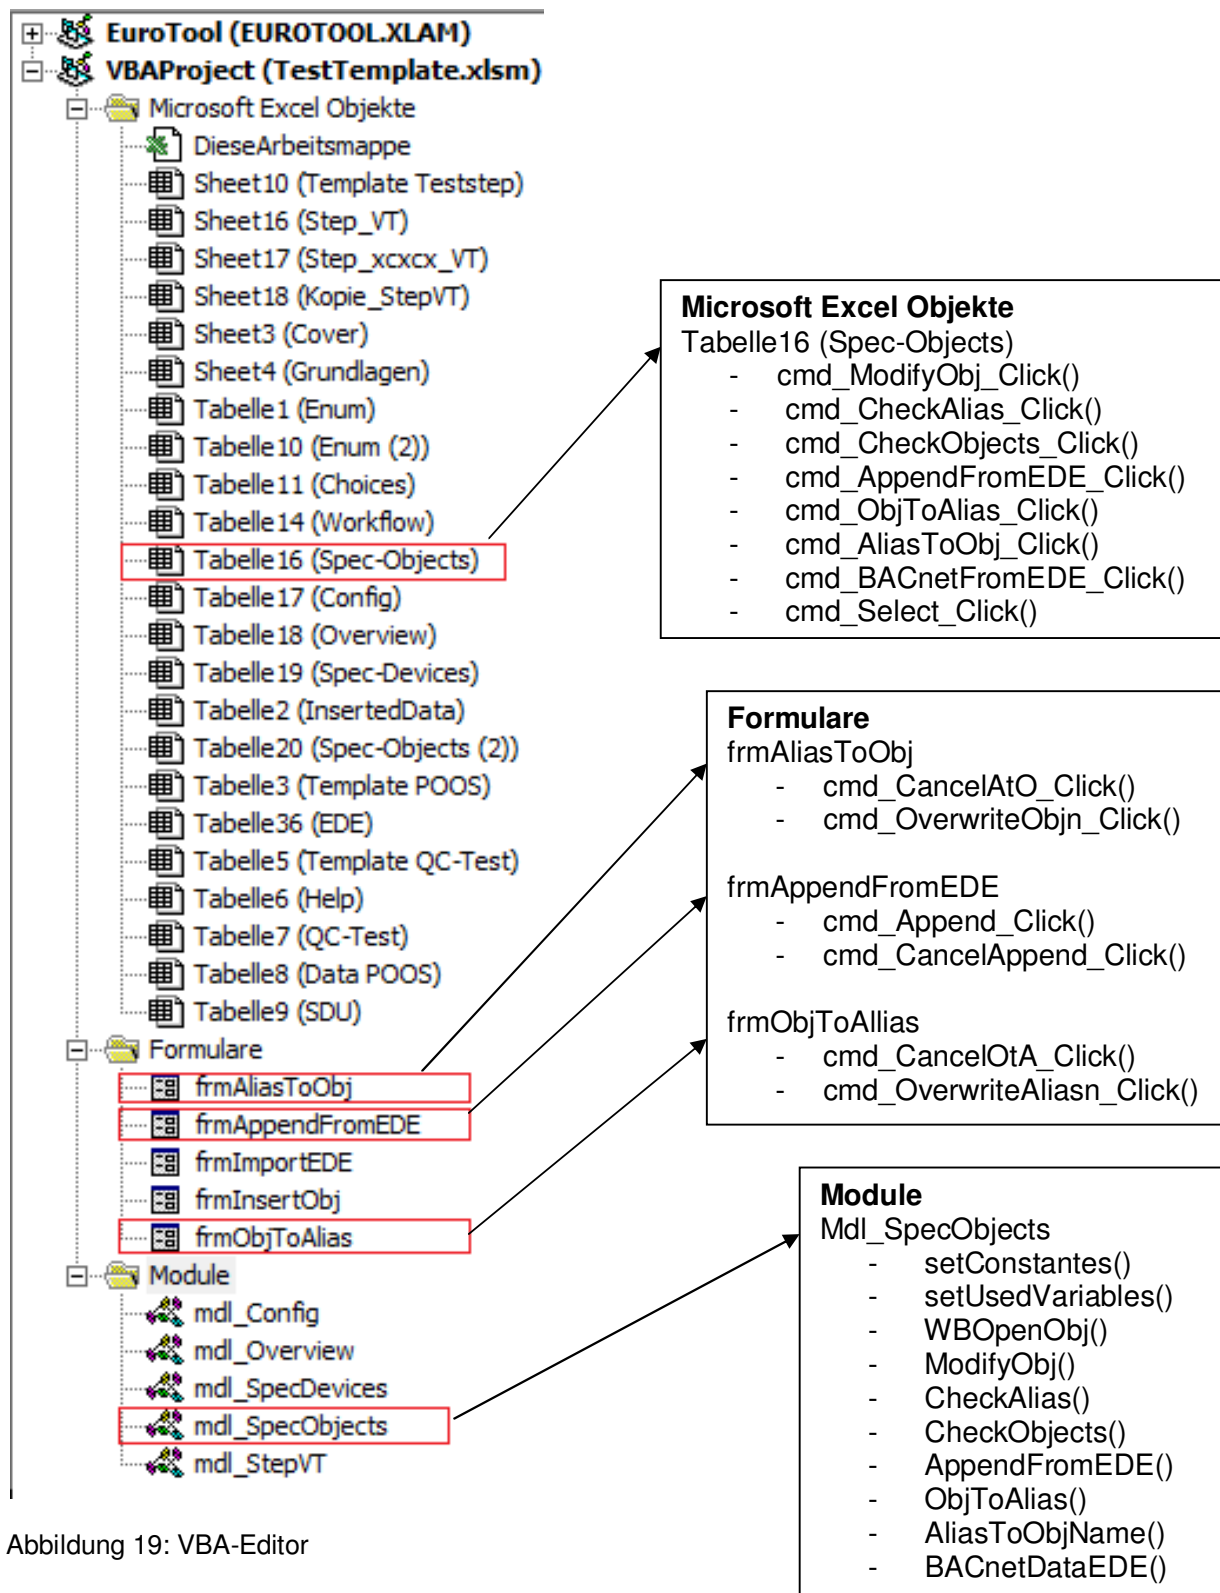 EuroTool (EUROTOOL.XLAM)
VBAProject (TestTemplate.xlsm)
Microsoft Excel Objekte
DieseArbeitsmappe
Sheet10 (Template Teststep)
Sheet16 (Step_VT)
Sheet17 (Step_xcxcx_VT)
Sheet18 (Kopie_StepVT)
Sheet3 (Cover)
Sheet4 (Grundlagen)
Tabelle1 (Enum)
Tabelle10 (Enum (2))
Tabelle11 (Choices)
Tabelle14 (Workflow)
Tabelle16 (Spec-Objects)
Tabelle17 (Config)
Tabelle18 (Overview)
Tabelle19 (Spec-Devices)
Tabelle2 (InsertedData)
Tabelle20 (Spec-Objects (2))
Tabelle3 (Template POOS)
Tabelle36 (EDE)
Tabelle5 (Template QC-Test)
Tabelle6 (Help)
Tabelle7 (QC-Test)
Tabelle8 (Data POOS)
Tabelle9 (SDU)
Formulare
frmAliasToObj
frmAppendFromEDE
frmImportEDE
frmInsertObj
frmObjToAlias
Module
mdl_Config
mdl_Overview
mdl_SpecDevices
mdl_SpecObjects
mdl_StepVT
Microsoft Excel Objekte
Tabelle16 (Spec-Objects)
- cmd_ModifyObj_Click()
- cmd_CheckAlias_Click()
- cmd_CheckObjects_Click()
- cmd_AppendFromEDE_Click()
- cmd_ObjToAlias_Click()
- cmd_AliasToObj_Click()
- cmd_BACnetFromEDE_Click()
- cmd_Select_Click()
Formulare
frmAliasToObj
- cmd_CancelAtO_Click()
- cmd_OverwriteObjn_Click()
frmAppendFromEDE
- cmd_Append_Click()
- cmd_CancelAppend_Click()
frmObjToAllias
- cmd_CancelOtA_Click()
- cmd_OverwriteAliasn_Click()
Module
Mdl_SpecObjects
- setConstantes()
- setUsedVariables()
- WBOpenObj()
- ModifyObj()
- CheckAlias()
- CheckObjects()
- AppendFromEDE()
- ObjToAlias()
- AliasToObjName()
- BACnetDataEDE()
Abbildung 19: VBA-Editor